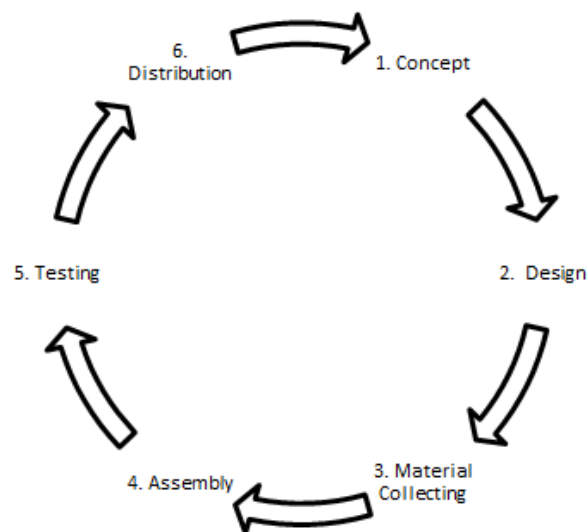 1. Concept
2. Design
3. Material
Collecting
4. Assembly
5. Testing
6.
Distribution